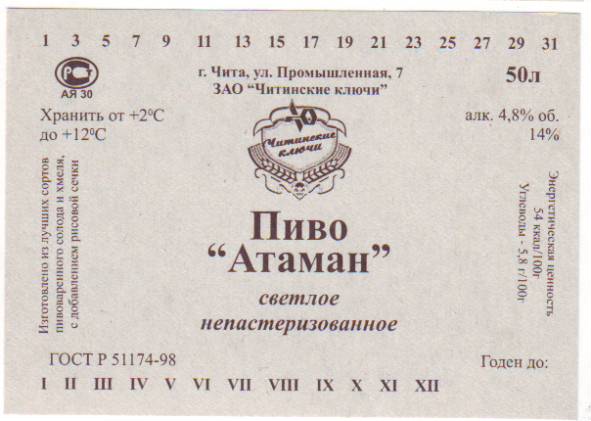 1 3 5 7 9 11 13 15 17 19 21 23 25 27 29 31
РСТ
АЯ 30
г. Чита, ул. Промышленная, 7
ЗАО “Читинские ключи”
50л
Хранить от +2⁰С
до +12⁰С
алк. 4,8% об.
14%
Читинские
ключи
Изготовлено из лучших сортов
пивоваренного солода и хмеля,
с добавлением рисовой сечки
Энергетическая ценность
54 ккал/100г
Углеводы - 5,8 г/100г
Пиво
“Атаман”
светлое
непастеризованное
ГОСТ Р 51174-98
Годен до:
I II III IV V VI VII VIII IX X XI XII